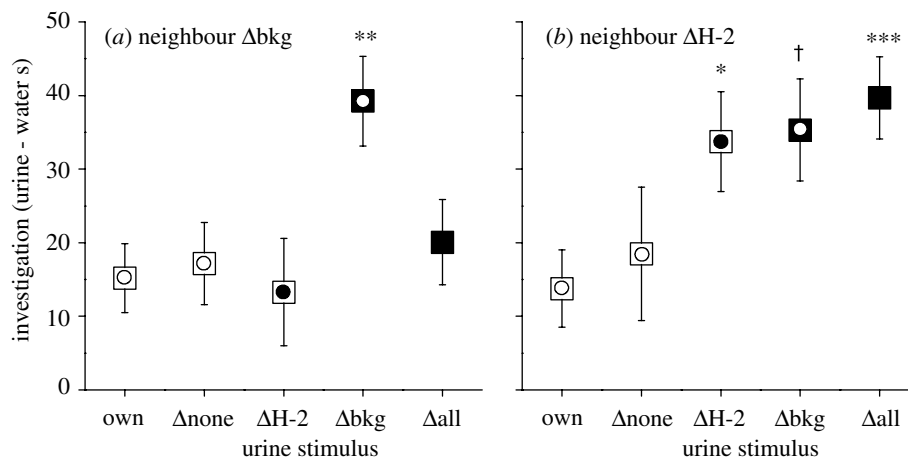 (a) neighbour Δbkg
(b) neighbour ΔH-2
**
*
†
***
50
40
30
20
10
0
investigation (urine - water s)
own Δnone ΔH-2 Δbkg Δall
urine stimulus
own Δnone ΔH-2 Δbkg Δall
urine stimulus